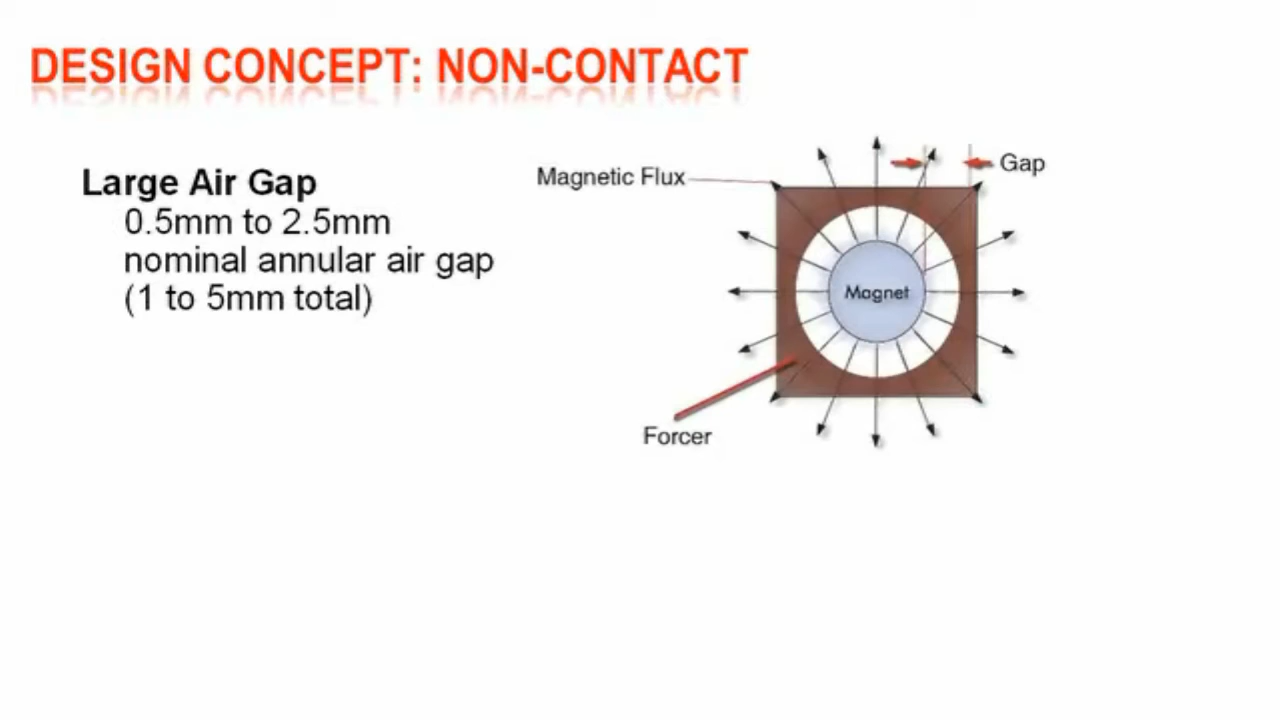 DESIGN CONCEPT: NON-CONTACT
Large Air Gap
0.5mm to 2.5mm
nominal annular air gap
(1 to 5mm total)
Magnetic Flux
Gap
Magnet
Forcer